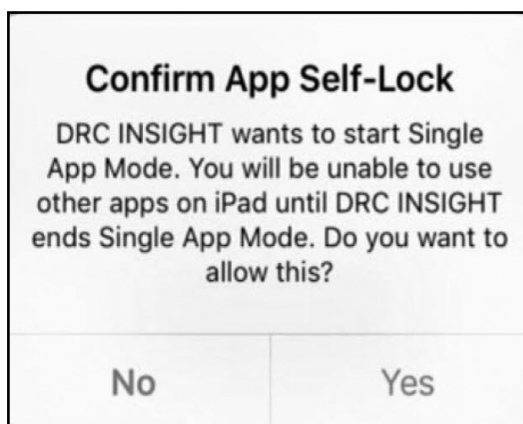 Confirm App Self-Lock
DRC INSIGHT wants to start Single
App Mode. You will be unable to use
other apps on iPad until DRC INSIGHT
ends Single App Mode. Do you want to
allow this?
No
Yes